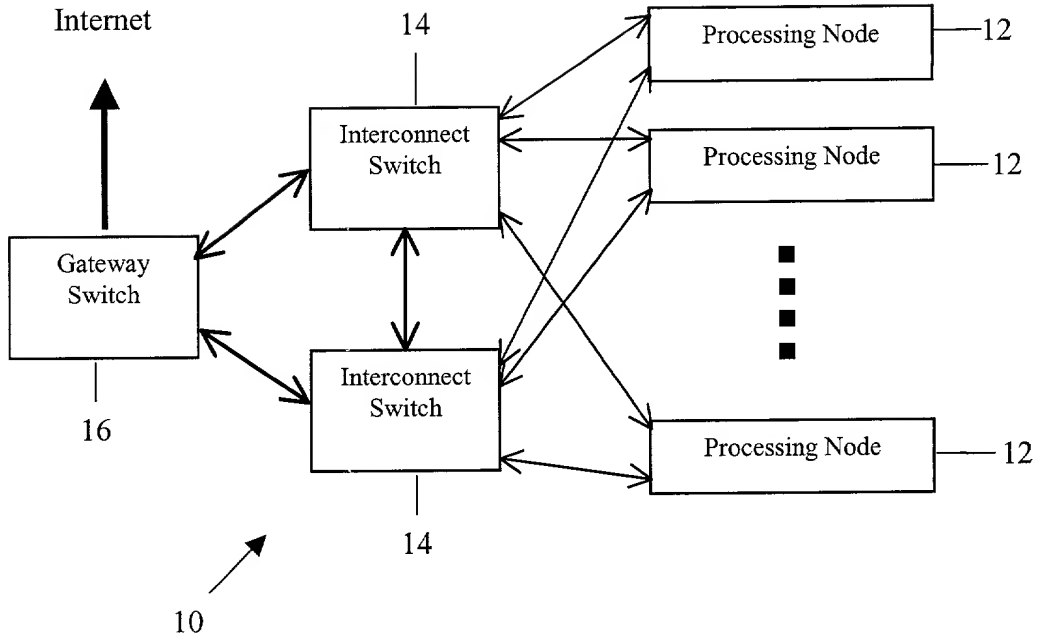 Internet
14
Processing Node
12
Interconnect
Switch
Processing Node
12
Gateway
Switch
16
Interconnect
Switch
Processing Node
12
14
10